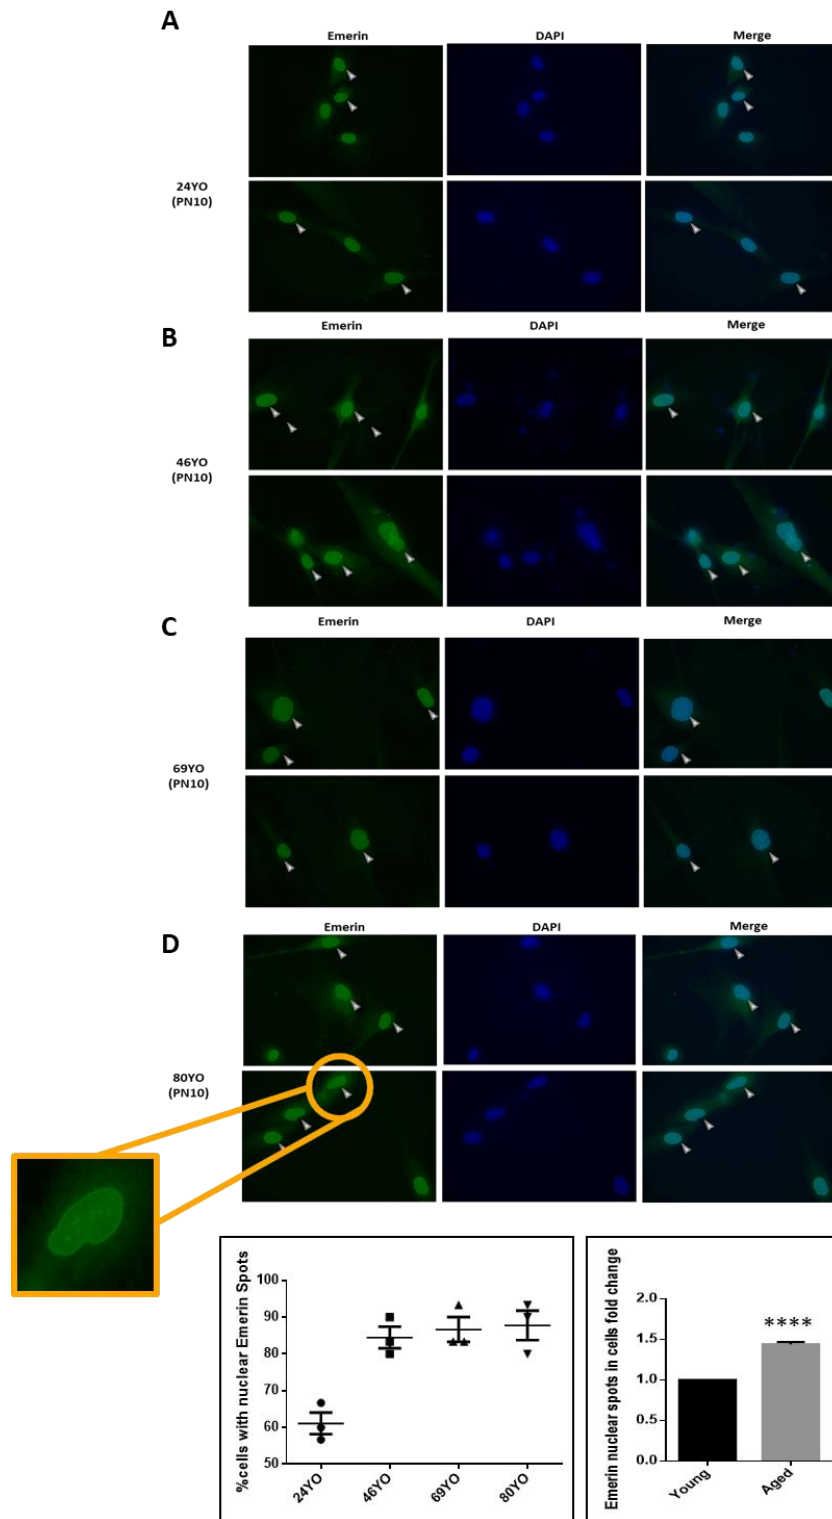 A
Emerin DAPI Merge
24YO
(PN10)
B
Emerin DAPI Merge
46YO
(PN10)
C
Emerin DAPI Merge
69YO
(PN10)
D
Emerin DAPI Merge
80YO
(PN10)
%cells with nuclear Emerin Spots
100
90
80
70
60
50
24YO 46YO 69YO 80YO
Emerin nuclear spots in cells fold change
2.0
1.5
1.0
0.5
0.0
****
Young Aged